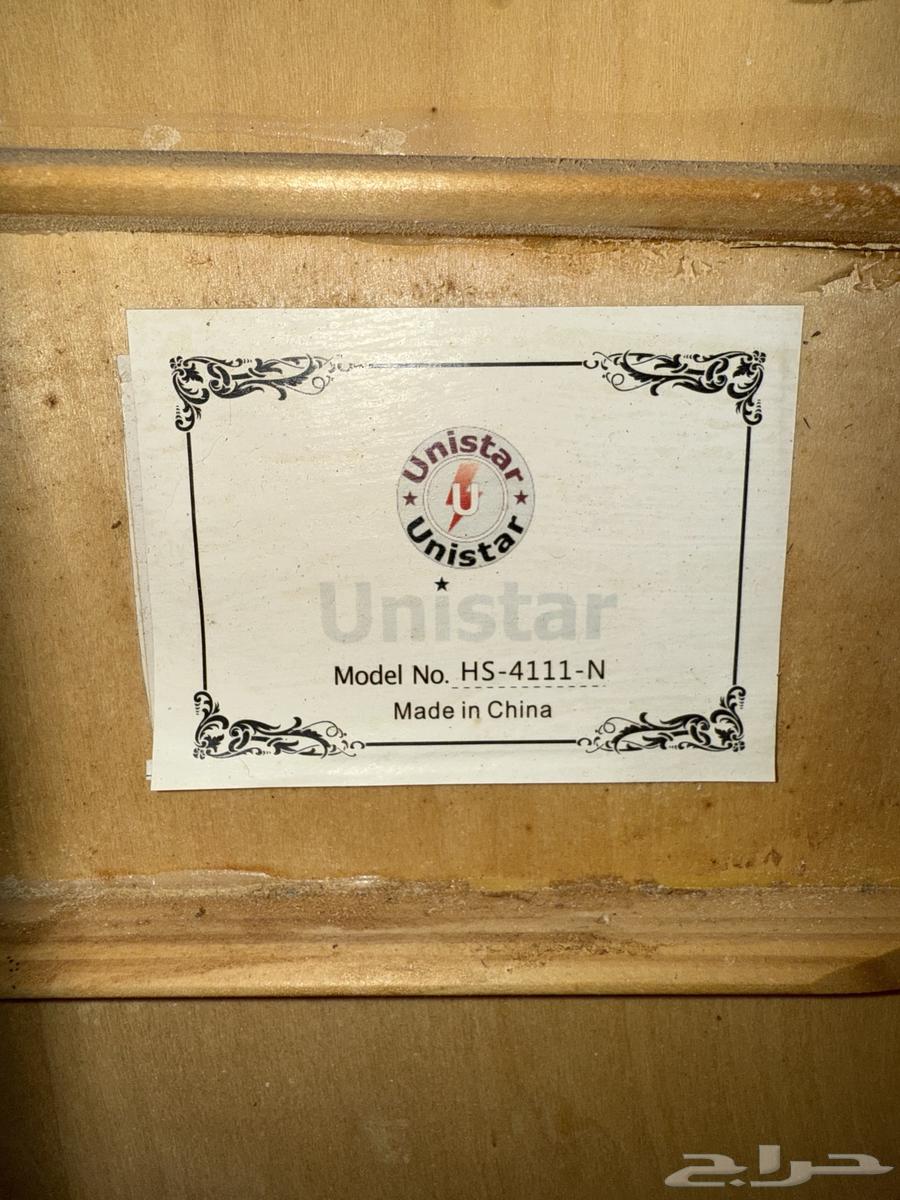 Unistar
U
Unistar
Unistar
Model No. HS-4111-N
Made in China
حراج